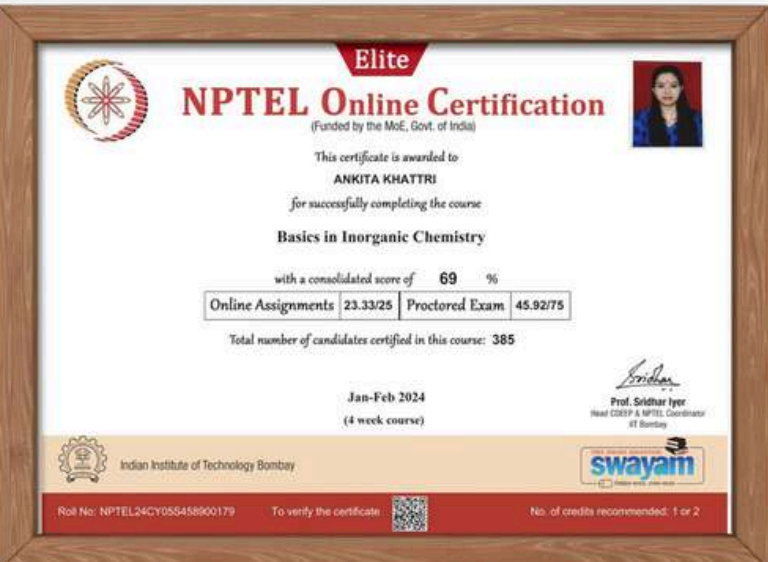 Elite
NPTEL Online Certification
(Funded by the MoE, Govt. of India)
This certificate is awarded to
ANKITA KHATTRI
for successfully completing the course
Basics in Inorganic Chemistry
with a consolidated score of 69 %
Online Assignments 23.33/25 Proctored Exam 45.92/75
Total number of candidates certified in this course: 385
Jan-Feb 2024
(4 week course)
Sridhar
Prof. Sridhar Iyer
Head CDEEP & NPTEL Coordinator
IIT Bombay
Indian Institute of Technology Bombay
swayam
Roll No: NPTEL24CY05S458900179
To verify the certificate
No. of credits recommended: 1 or 2